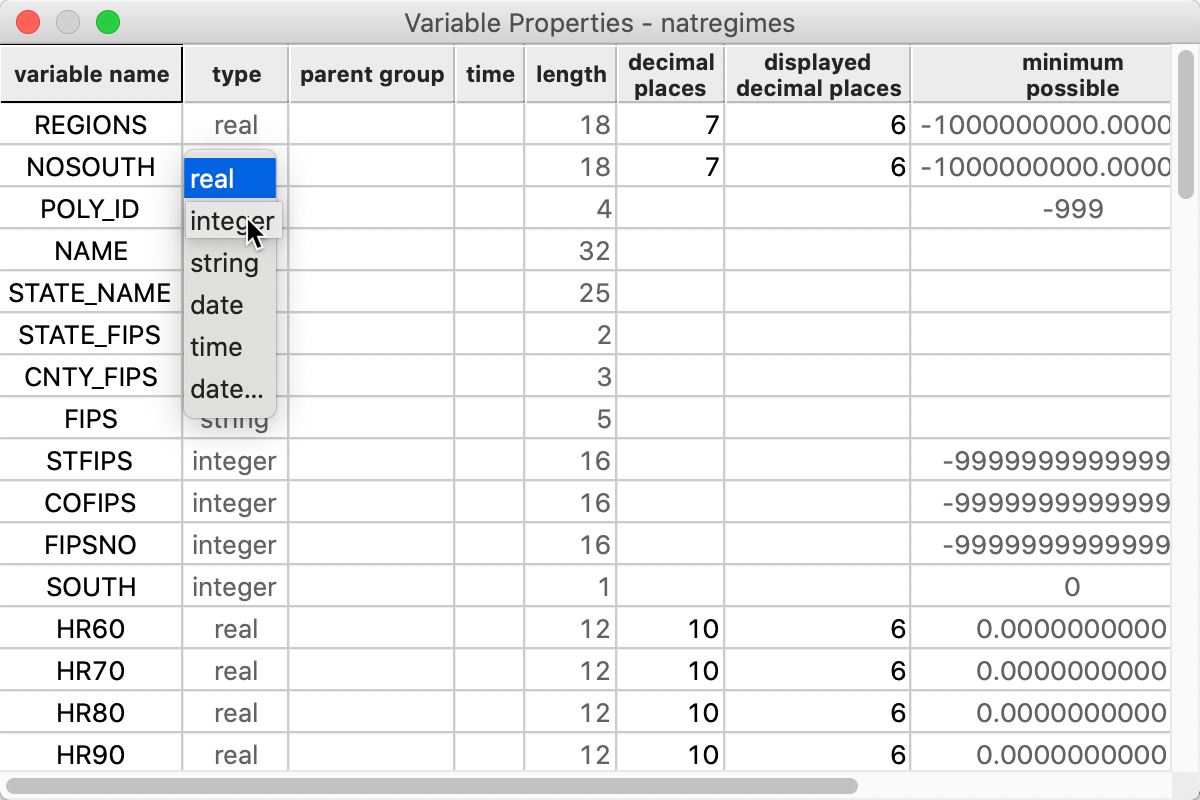 Variable Properties - natregimes
variable name type parent group time length decimal places displayed decimal places minimum possible
REGIONS real 18 7 6 -1000000000.0000
NOSOUTH real 18 7 6 -1000000000.0000
POLY_ID integer 4 -999
NAME string 32
STATE_NAME date 25
STATE_FIPS time 2
CNTY_FIPS date... 3
FIPS string 5
STFIPS integer 16 -9999999999999
COFIPS integer 16 -9999999999999
FIPSNO integer 16 -9999999999999
SOUTH integer 1 0
HR60 real 12 10 6 0.0000000000
HR70 real 12 10 6 0.0000000000
HR80 real 12 10 6 0.0000000000
HR90 real 12 10 6 0.0000000000